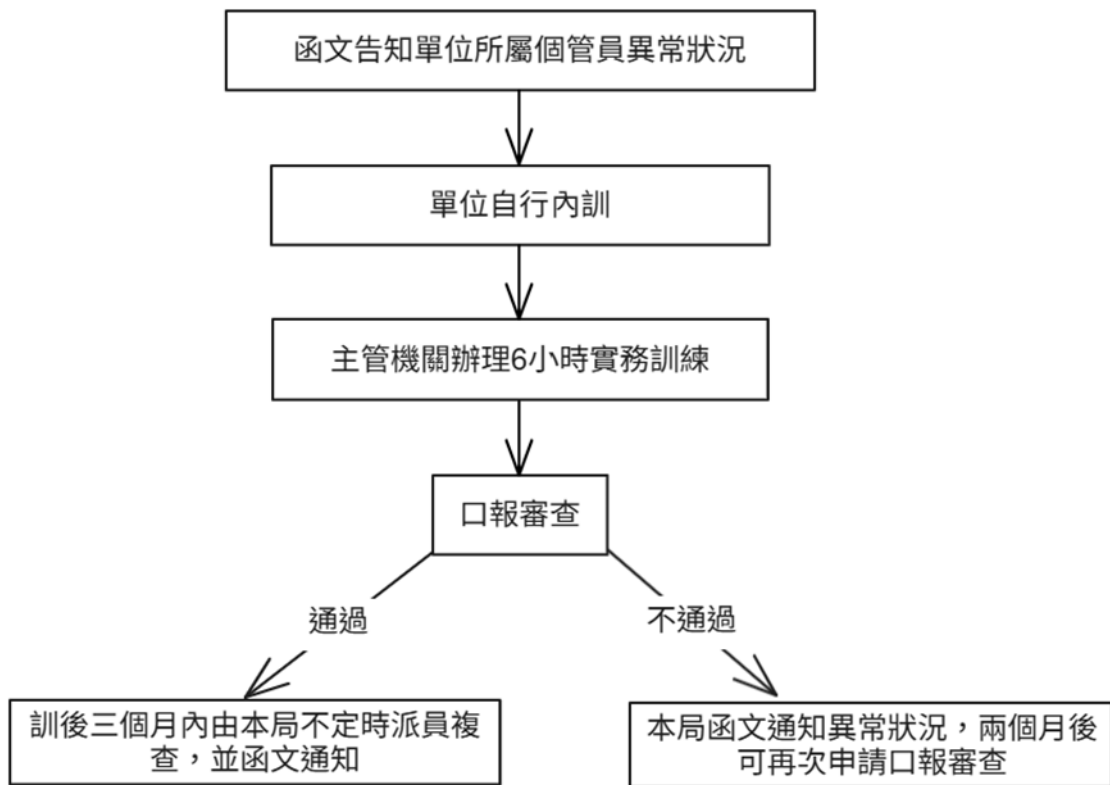 函文告知單位所屬個管員異常狀況
單位自行內訓
主管機關辦理6小時實務訓練
口報審查
通過
不通過
訓後三個月內由本局不定時派員複
查，並函文通知
本局函文通知異常狀況，兩個月後
可再次申請口報審查